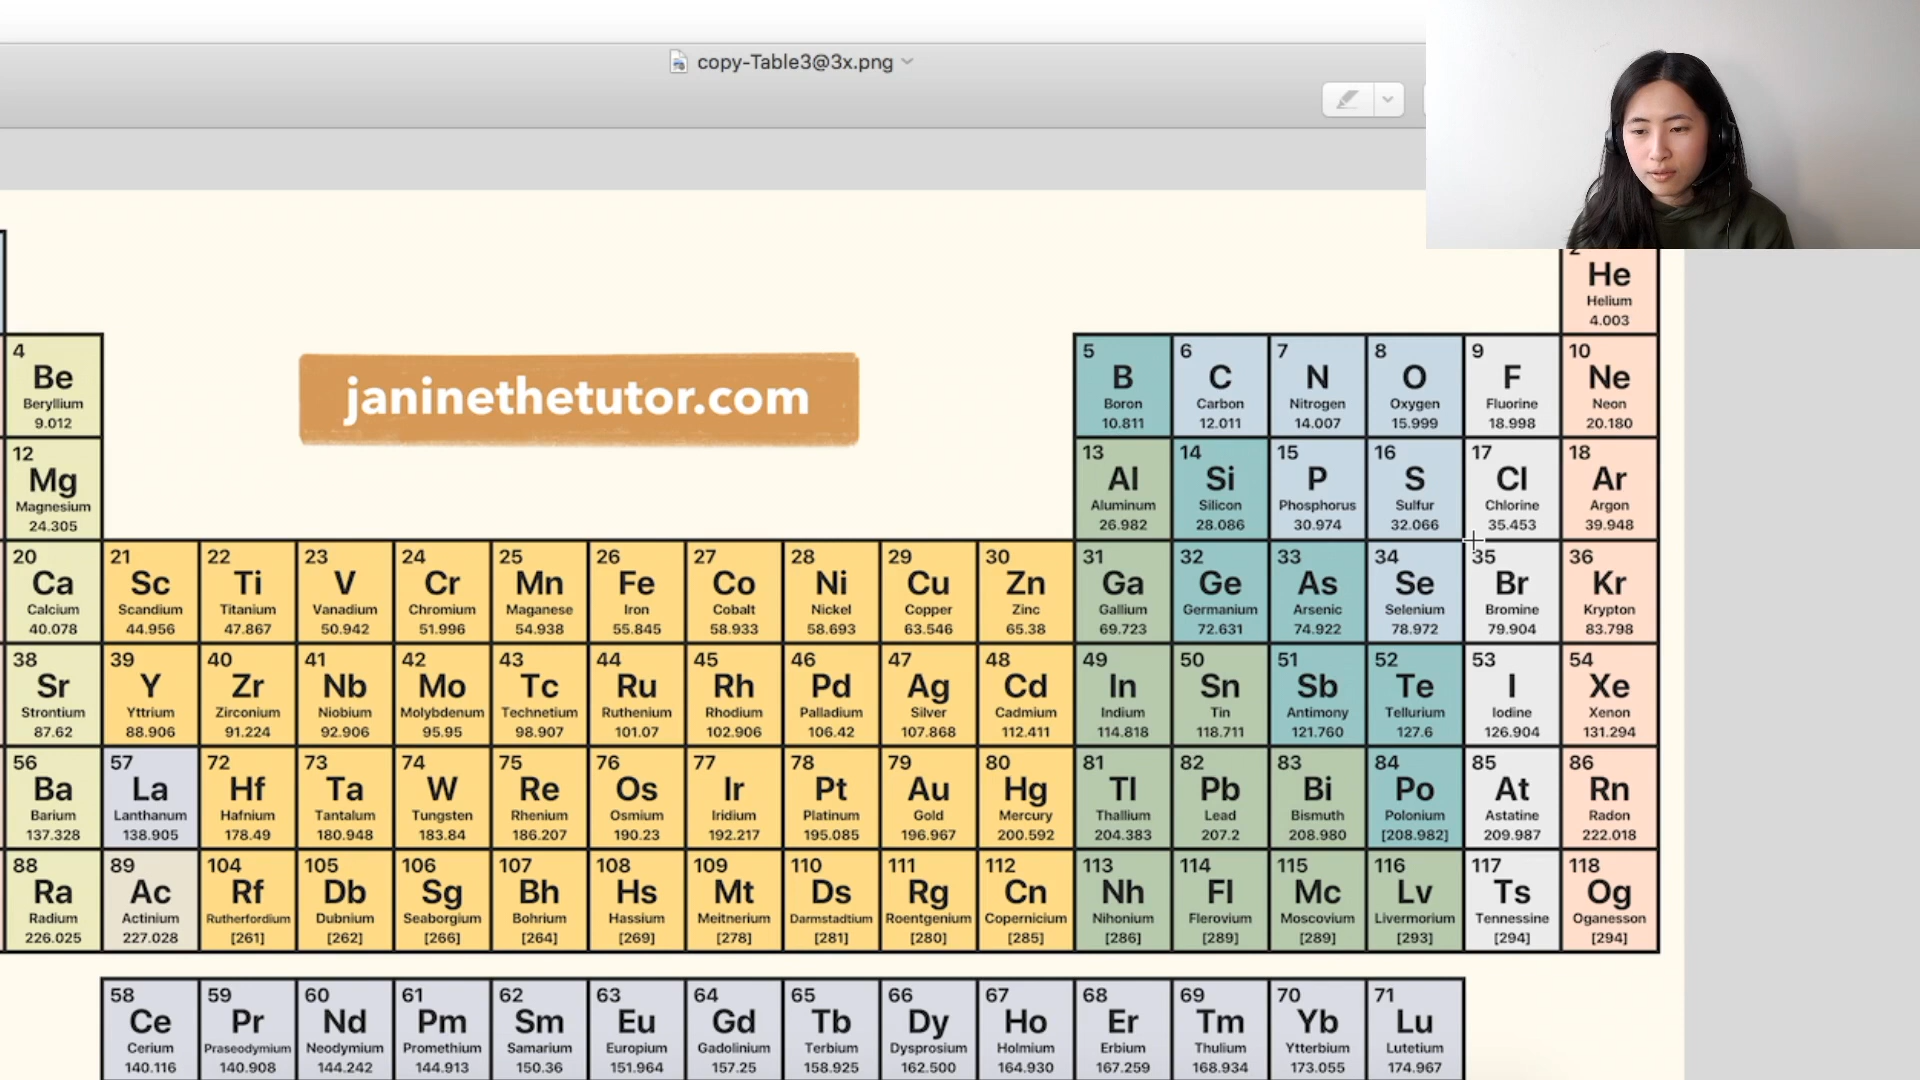 copy-Table3@3x.png
2
He
Helium
4.003
janinethetutor.com
4 5 6 7 8 9 10
Be B C N O F Ne
Beryllium Boron Carbon Nitrogen Oxygen Fluorine Neon
9.012 10.811 12.011 14.007 15.999 18.998 20.180
12 13 14 15 16 17 18
Mg Al Si P S Cl Ar
Magnesium Aluminum Silicon Phosphorus Sulfur Chlorine Argon
24.305 26.982 28.086 30.974 32.066 35.453 39.948
20 21 22 23 24 25 26 27 28 29 30 31 32 33 34 35 36
Ca Sc Ti V Cr Mn Fe Co Ni Cu Zn Ga Ge As Se Br Kr
Calcium Scandium Titanium Vanadium Chromium Maganese Iron Cobalt Nickel Copper Zinc Gallium Germanium Arsenic Selenium Bromine Krypton
40.078 44.956 47.867 50.942 51.996 54.938 55.845 58.933 58.693 63.546 65.38 69.723 72.631 74.922 78.972 79.904 83.798
38 39 40 41 42 43 44 45 46 47 48 49 50 51 52 53 54
Sr Y Zr Nb Mo Tc Ru Rh Pd Ag Cd In Sn Sb Te I Xe
Strontium Yttrium Zirconium Niobium Molybdenum Technetium Ruthenium Rhodium Palladium Silver Cadmium Indium Tin Antimony Tellurium Iodine Xenon
87.62 88.906 91.224 92.906 95.95 98.907 101.07 102.906 106.42 107.868 112.411 114.818 118.711 121.760 127.6 126.904 131.294
56 57 72 73 74 75 76 77 78 79 80 81 82 83 84 85 86
Ba La Hf Ta W Re Os Ir Pt Au Hg Tl Pb Bi Po At Rn
Barium Lanthanum Hafnium Tantalum Tungsten Rhenium Osmium Iridium Platinum Gold Mercury Thallium Lead Bismuth Polonium Astatine Radon
137.328 138.905 178.49 180.948 183.84 186.207 190.23 192.217 195.085 196.967 200.592 204.383 207.2 208.980 [208.982] 209.987 222.018
88 89 104 105 106 107 108 109 110 111 112 113 114 115 116 117 118
Ra Ac Rf Db Sg Bh Hs Mt Ds Rg Cn Nh Fl Mc Lv Ts Og
Radium Actinium Rutherfordium Dubnium Seaborgium Bohrium Hassium Meitnerium Darmstadtium Roentgenium Copernicium Nihonium Flerovium Moscovium Livermorium Tennessine Oganesson
226.025 227.028 [261] [262] [266] [264] [269] [278] [281] [280] [285] [286] [289] [289] [293] [294] [294]
58 59 60 61 62 63 64 65 66 67 68 69 70 71
Ce Pr Nd Pm Sm Eu Gd Tb Dy Ho Er Tm Yb Lu
Cerium Praseodymium Neodymium Promethium Samarium Europium Gadolinium Terbium Dysprosium Holmium Erbium Thulium Ytterbium Lutetium
140.116 140.908 144.242 144.913 150.36 151.964 157.25 158.925 162.500 164.930 167.259 168.934 173.055 174.967